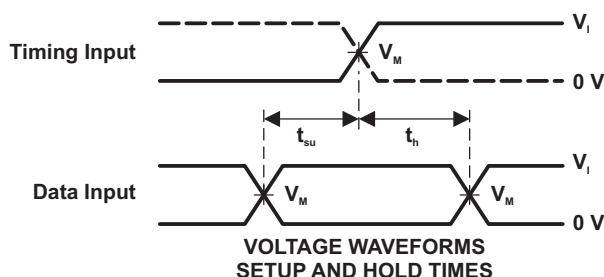 V_I
Timing Input
V_M
0 V
t_su
t_h
V_I
Data Input
V_M
V_M
0 V
VOLTAGE WAVEFORMS
SETUP AND HOLD TIMES